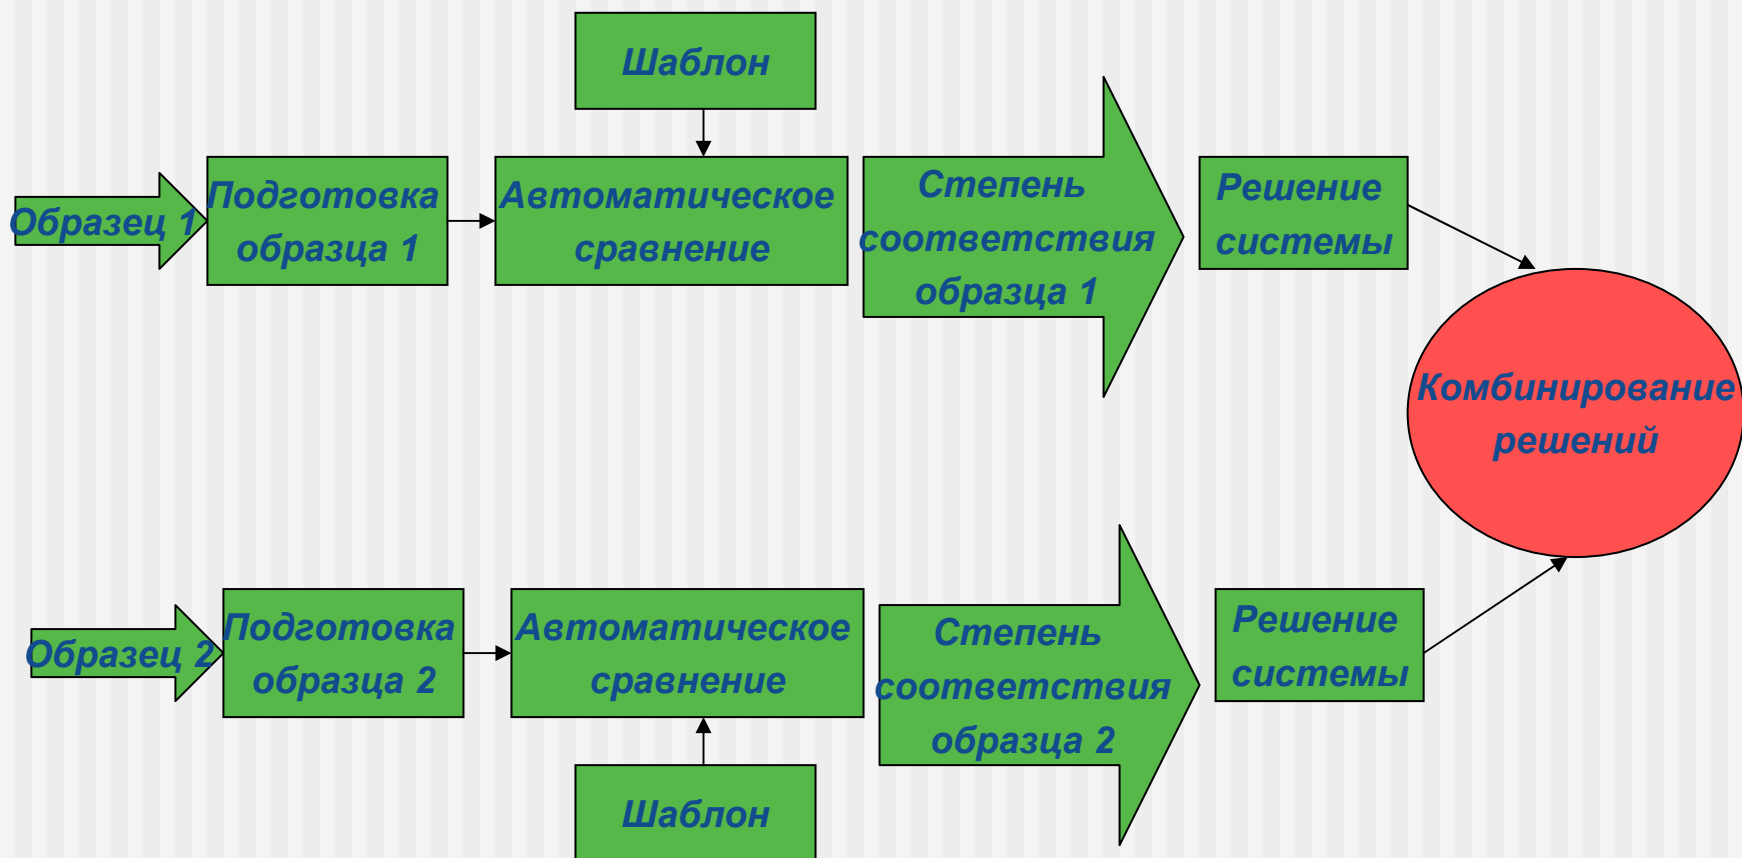 Шаблон
Образец 1
Подготовка
образца 1
Автоматическое
сравнение
Степень
соответствия
образца 1
Решение
системы
Комбинирование
решений
Образец 2
Подготовка
образца 2
Автоматическое
сравнение
Степень
соответствия
образца 2
Решение
системы
Шаблон